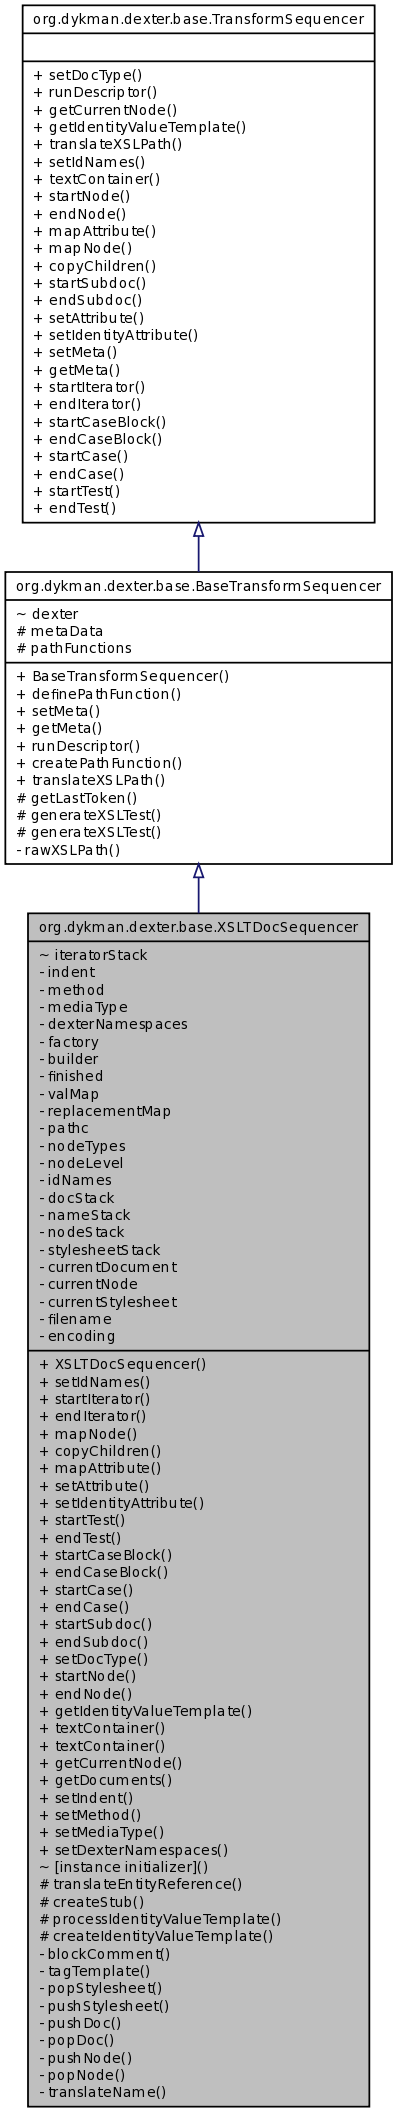 org.dykman.dexter.base.TransformSequencer
+ setDocType()
+ runDescriptor()
+ getCurrentNode()
+ getIdentityValueTemplate()
+ translateXSLPath()
+ setIdNames()
+ textContainer()
+ startNode()
+ endNode()
+ mapAttribute()
+ mapNode()
+ copyChildren()
+ startSubdoc()
+ endSubdoc()
+ setAttribute()
+ setIdentityAttribute()
+ setMeta()
+ getMeta()
+ startIterator()
+ endIterator()
+ startCaseBlock()
+ endCaseBlock()
+ startCase()
+ endCase()
+ startTest()
+ endTest()
org.dykman.dexter.base.BaseTransformSequencer
~ dexter
# metaData
# pathFunctions
+ BaseTransformSequencer()
+ definePathFunction()
+ setMeta()
+ getMeta()
+ runDescriptor()
+ createPathFunction()
+ translateXSLPath()
# getLastToken()
# generateXSLTest()
# generateXSLTest()
- rawXSLPath()
org.dykman.dexter.base.XSLTDocSequencer
~ iteratorStack
- indent
- method
- mediaType
- dexterNamespaces
- factory
- builder
- finished
- valMap
- replacementMap
- pathc
- nodeTypes
- nodeLevel
- idNames
- docStack
- nameStack
- nodeStack
- stylesheetStack
- currentDocument
- currentNode
- currentStylesheet
- filename
- encoding
+ XSLTDocSequencer()
+ setIdNames()
+ startIterator()
+ endIterator()
+ mapNode()
+ copyChildren()
+ mapAttribute()
+ setAttribute()
+ setIdentityAttribute()
+ startTest()
+ endTest()
+ startCaseBlock()
+ endCaseBlock()
+ startCase()
+ endCase()
+ startSubdoc()
+ endSubdoc()
+ setDocType()
+ startNode()
+ endNode()
+ getIdentityValueTemplate()
+ textContainer()
+ textContainer()
+ getCurrentNode()
+ getDocuments()
+ setIndent()
+ setMethod()
+ setMediaType()
+ setDexterNamespaces()
~ [instance initializer]()
# translateEntityReference()
# createStub()
# processIdentityValueTemplate()
# createIdentityValueTemplate()
- blockComment()
- tagTemplate()
- popStylesheet()
- pushStylesheet()
- pushDoc()
- popDoc()
- pushNode()
- popNode()
- translateName()